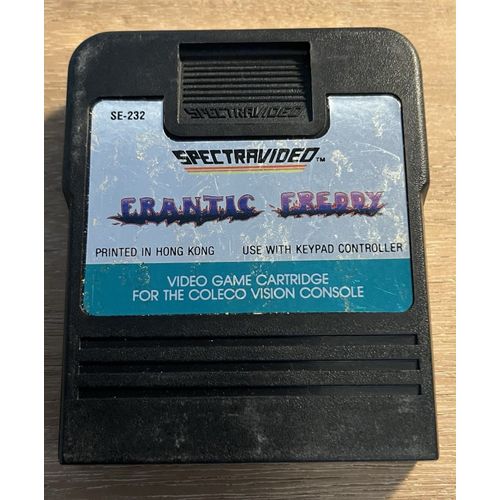 SPECTRAVIDEO
SE-232
SPECTRAVIDEO™
FRANTIC FREDDY
PRINTED IN HONG KONG USE WITH KEYPAD CONTROLLER
VIDEO GAME CARTRIDGE
FOR THE COLECO VISION CONSOLE